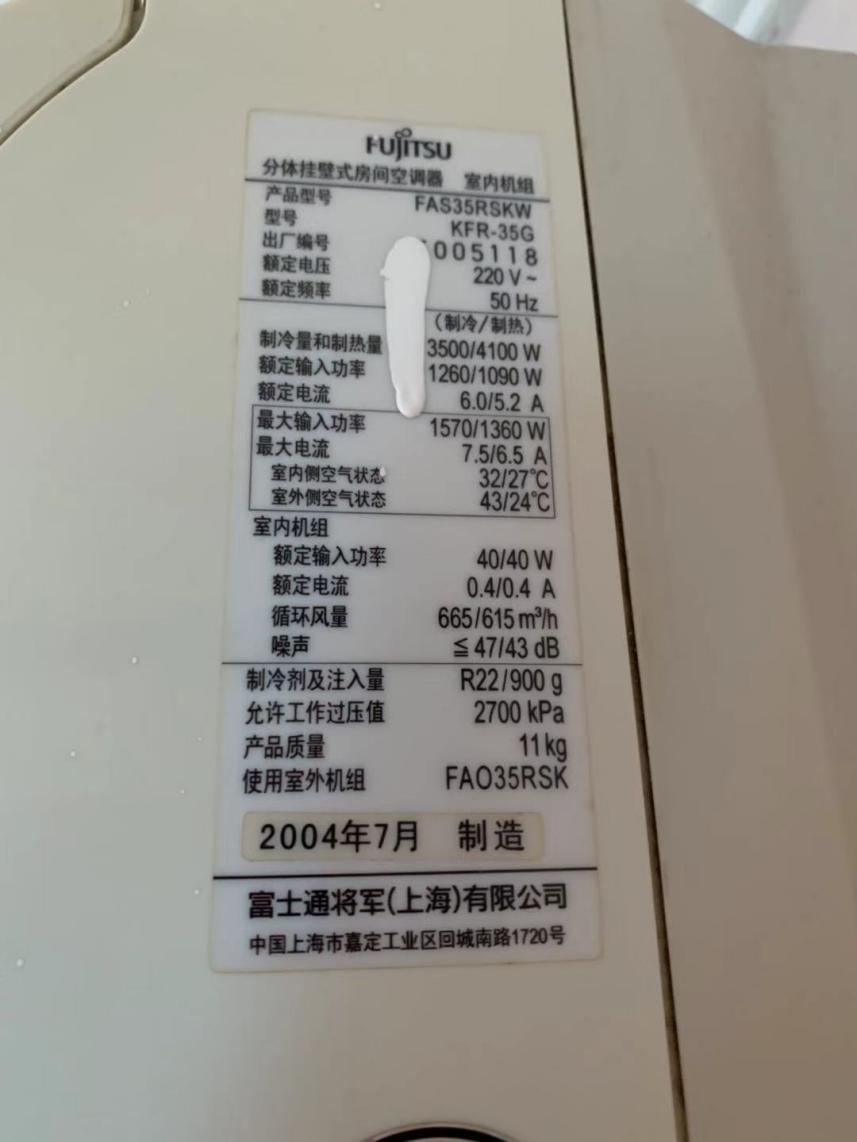 FUJITSU
分体挂壁式房间空调器 室内机组
产品型号 FAS35RSKW
型号 KFR-35G
出厂编号 005118
额定电压 220 V~
额定频率 50 Hz
(制冷/制热)
制冷量和制热量 3500/4100 W
额定输入功率 1260/1090 W
额定电流 6.0/5.2 A
最大输入功率 1570/1360 W
最大电流 7.5/6.5 A
室内侧空气状态 32/27℃
室外侧空气状态 43/24℃
室内机组
额定输入功率 40/40 W
额定电流 0.4/0.4 A
循环风量 665/615 m³/h
噪声 ≦47/43 dB
制冷剂及注入量 R22/900 g
允许工作过压值 2700 kPa
产品质量 11 kg
使用室外机组 FAO35RSK
2004年7月 制造
富士通将军(上海)有限公司
中国上海市嘉定工业区回城南路1720号